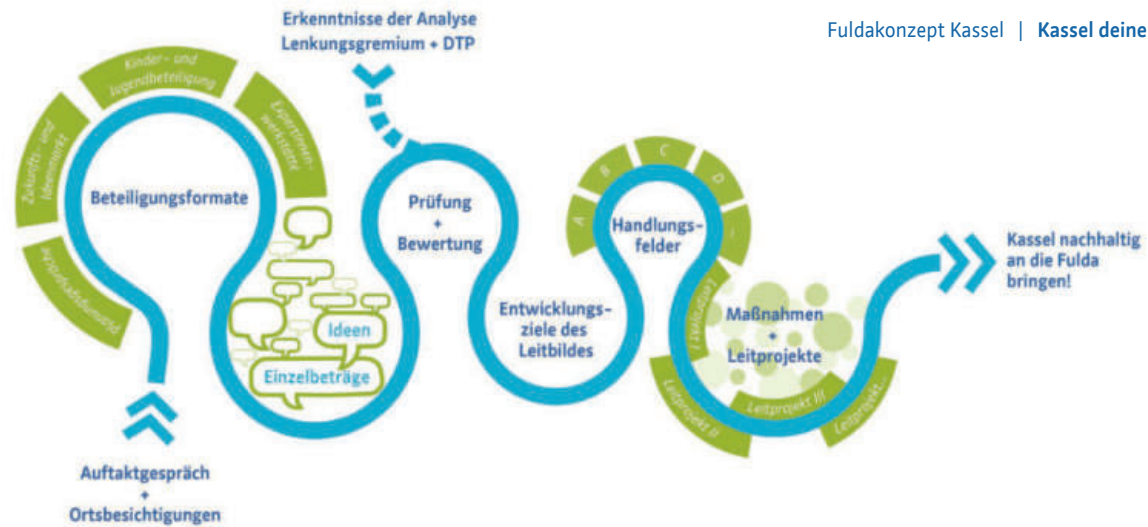 Fuldakonzept Kassel | Kassel deine
Erkenntnisse der Analyse
Lenkungsgremium + DTP
Kinder- und
Jugendbeteiligung
Zukunfts- und
Ideenmarkt
Expertinnen-
werkstätte
Planungsgespräche
Beteiligungsformate
Auftaktgespräch
+
Ortsbesichtigungen
Ideen
Einzelbeträge
Prüfung
+
Bewertung
Entwicklungs-
ziele des
Leitbildes
A
B
C
D
...
Handlungs-
felder
Leitprojekt I
Leitprojekt II
Leitprojekt III
Leitprojekt...
Maßnahmen
+
Leitprojekte
Kassel nachhaltig
an die Fulda
bringen!